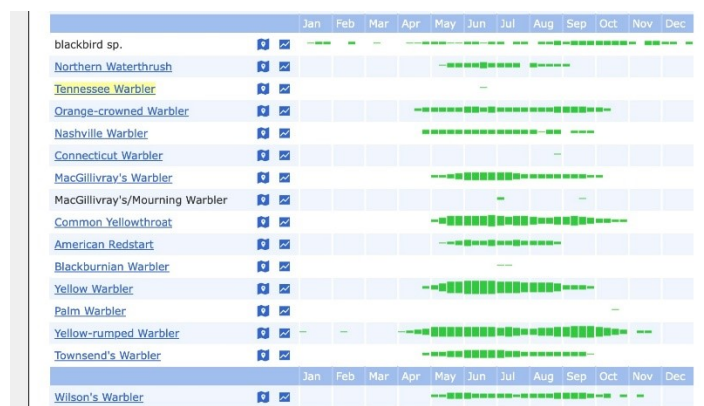 Jan Feb Mar Apr May Jun Jul Aug Sep Oct Nov Dec
blackbird sp.
Northern Waterthrush
Tennessee Warbler
Orange-crowned Warbler
Nashville Warbler
Connecticut Warbler
MacGillivray's Warbler
MacGillivray's/Mourning Warbler
Common Yellowthroat
American Redstart
Blackburnian Warbler
Yellow Warbler
Palm Warbler
Yellow-rumped Warbler
Townsend's Warbler
Jan Feb Mar Apr May Jun Jul Aug Sep Oct Nov Dec
Wilson's Warbler